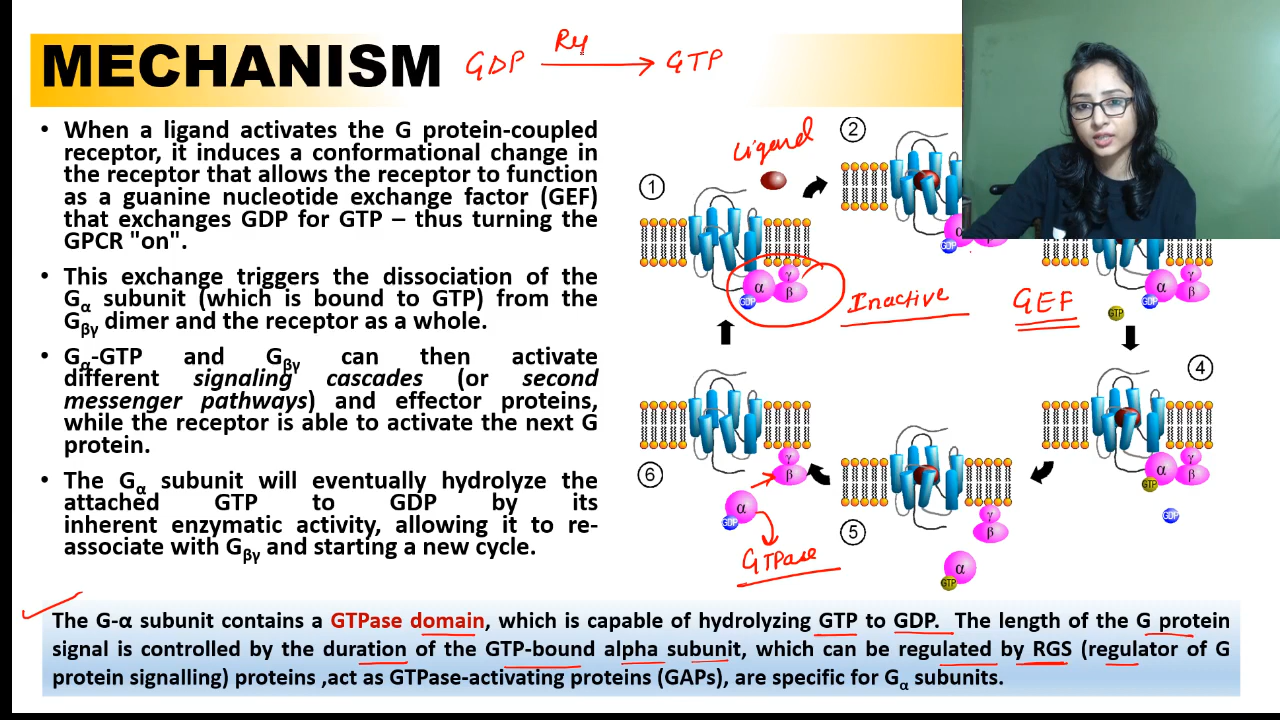 MECHANISM
GDP → GTP
• When a ligand activates the G protein-coupled
receptor, it induces a conformational change in
the receptor that allows the receptor to function
as a guanine nucleotide exchange factor (GEF)
that exchanges GDP for GTP – thus turning the
GPCR "on".
• This exchange triggers the dissociation of the
Gα subunit (which is bound to GTP) from the
Gβγ dimer and the receptor as a whole.
• Gα-GTP and Gβγ can then activate
different signaling cascades (or second
messenger pathways) and effector proteins,
while the receptor is able to activate the next G
protein.
• The Gα subunit will eventually hydrolyze the
attached GTP to GDP by its
inherent enzymatic activity, allowing it to re-
associate with Gβγ and starting a new cycle.
1
Ligand
α
γ
β
GDP
Inactive
2
α
GDP
GEF
α
γ
β
GDP
GTP
4
α
γ
β
GTP
GDP
5
γ
β
α
GTP
6
γ
β
α
GDP
GTPase
The G-α subunit contains a GTPase domain, which is capable of hydrolyzing GTP to GDP. The length of the G protein
signal is controlled by the duration of the GTP-bound alpha subunit, which can be regulated by RGS (regulator of G
protein signalling) proteins ,act as GTPase-activating proteins (GAPs), are specific for Gα subunits.